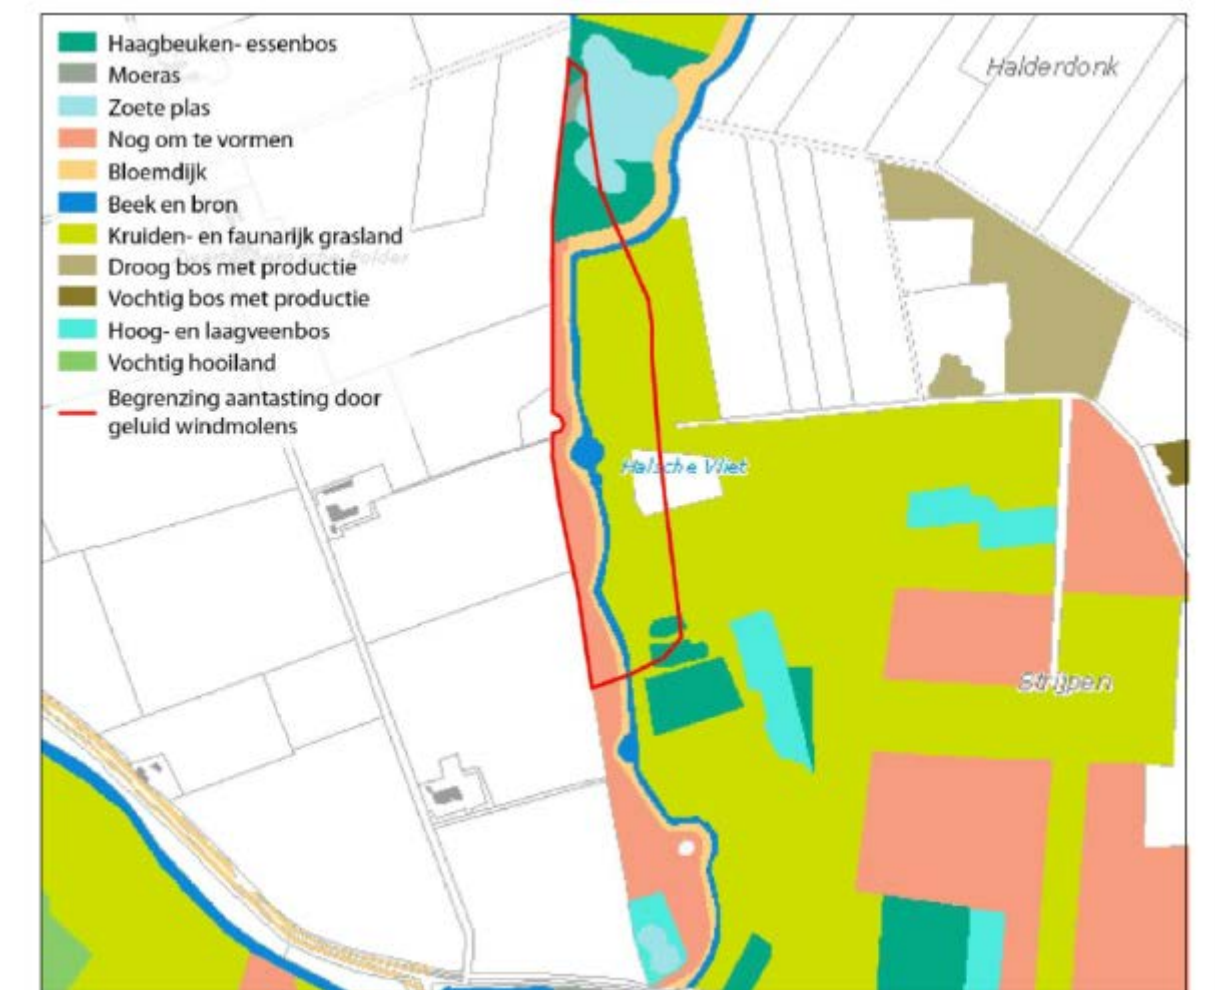 Haagbeuken- essenbos
Moeras
Zoete plas
Nog om te vormen
Bloemdijk
Beek en bron
Kruiden- en faunarijk grasland
Droog bos met productie
Vochtig bos met productie
Hoog- en laagveenbos
Vochtig hooiland
Begrenzing aantasting door
geluid windmolens
Halderdonk
Halsche Vliet
Strijpen